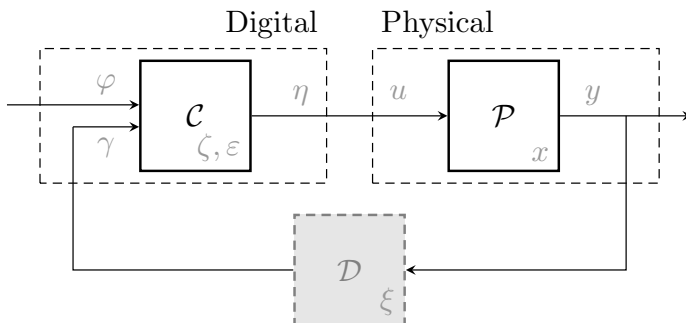 Digital Physical
φ η u y
𝒞 𝒫
γ ζ, ε x
𝒟
ξ